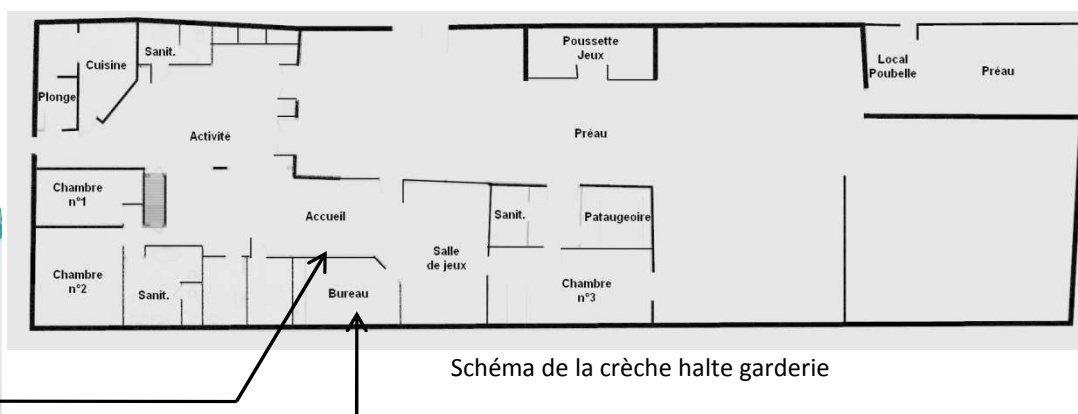 Poussette
Jeux
Sanit.
Cuisine
Local
Poubelle
Préau
Plonge
Activité
Préau
Chambre
n°1
Accueil
Sanit.
Pataugeoire
Salle
de jeux
Chambre
n°2
Sanit.
Bureau
Chambre
n°3
Schéma de la crèche halte garderie